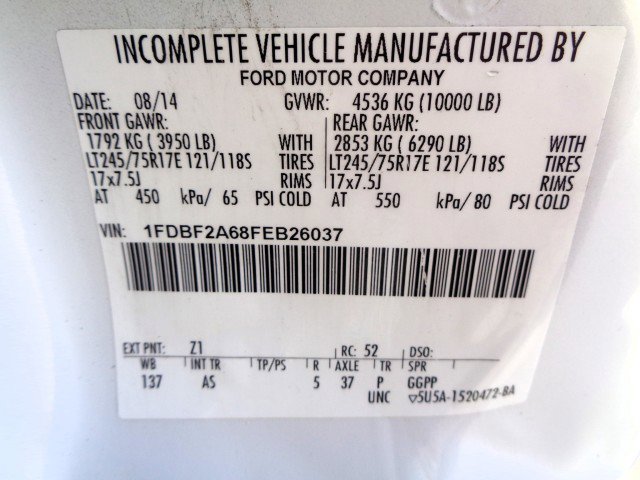 INCOMPLETE VEHICLE MANUFACTURED BY
FORD MOTOR COMPANY
DATE: 08/14 GVWR: 4536 KG (10000 LB)
FRONT GAWR: REAR GAWR:
1792 KG ( 3950 LB) WITH 2853 KG ( 6290 LB) WITH
LT245/75R17E 121/118S TIRES LT245/75R17E 121/118S TIRES
17x7.5J RIMS 17x7.5J RIMS
AT 450 kPa/ 65 PSI COLD AT 550 kPa/ 80 PSI COLD
VIN: 1FDBF2A68FEB26037
EXT PNT: Z1 RC: 52 DSO:
WB INT TR TP/PS R AXLE TR SPR
137 AS 5 37 P GGPP
UNC ▽5U5A-1520472-BA